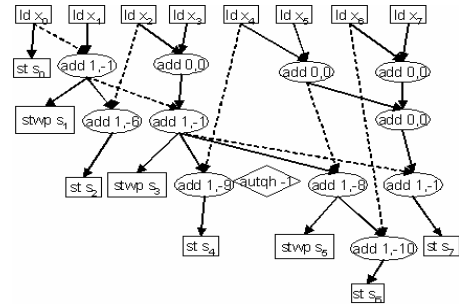 ld x0 ld x1 ld x2 ld x3 ld x4 ld x5 ld x6 ld x7
st s0 add 1,-1 add 0,0 add 0,0 add 0,0
stwp s1 add 1,-6 add 1,-1 add 0,0
st s2 stwp s3 add 1,-9 autqh -1 add 1,-8 add 1,-1
st s4 stwp s5 add 1,-10 st s7
st s6